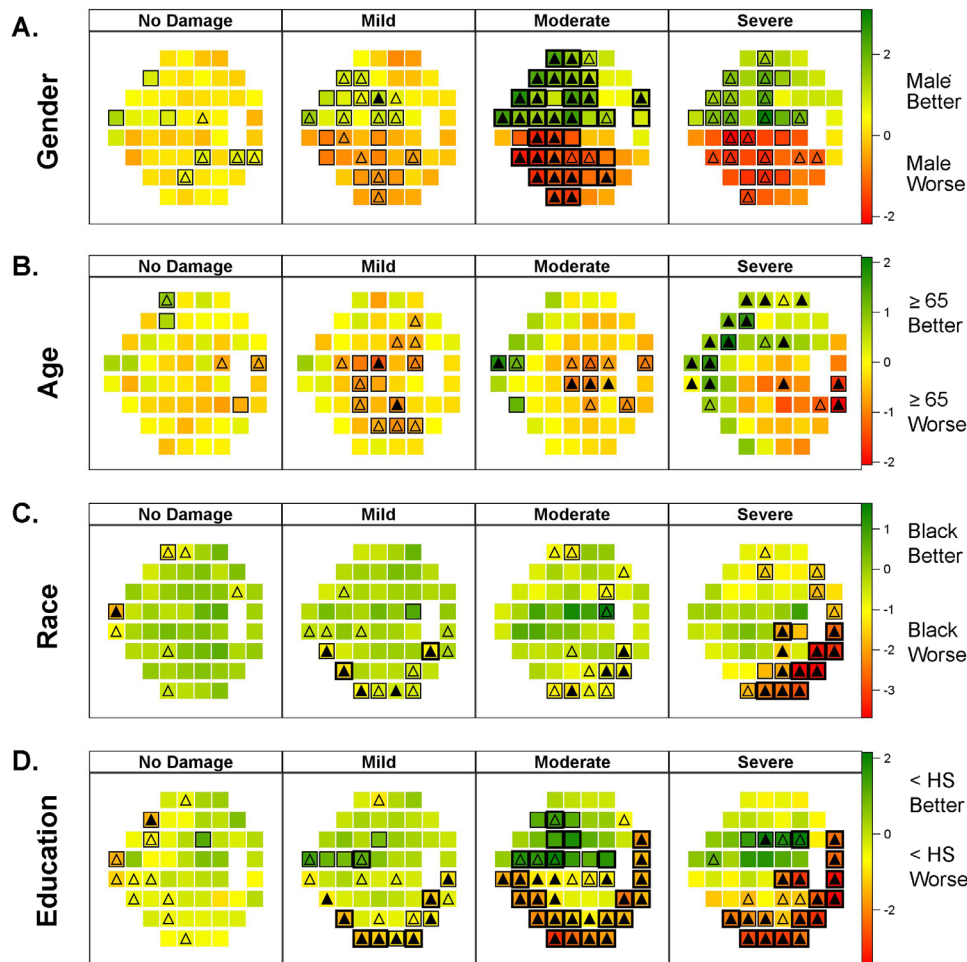 A.
Gender
No Damage
Mild
Moderate
Severe
2
1
0
-1
-2
Male
Better
Male
Worse
B.
Age
No Damage
Mild
Moderate
Severe
2
1
0
-1
-2
≥ 65
Better
≥ 65
Worse
C.
Race
No Damage
Mild
Moderate
Severe
1
0
-1
-2
-3
Black
Better
Black
Worse
D.
Education
No Damage
Mild
Moderate
Severe
2
0
-2
< HS
Better
< HS
Worse